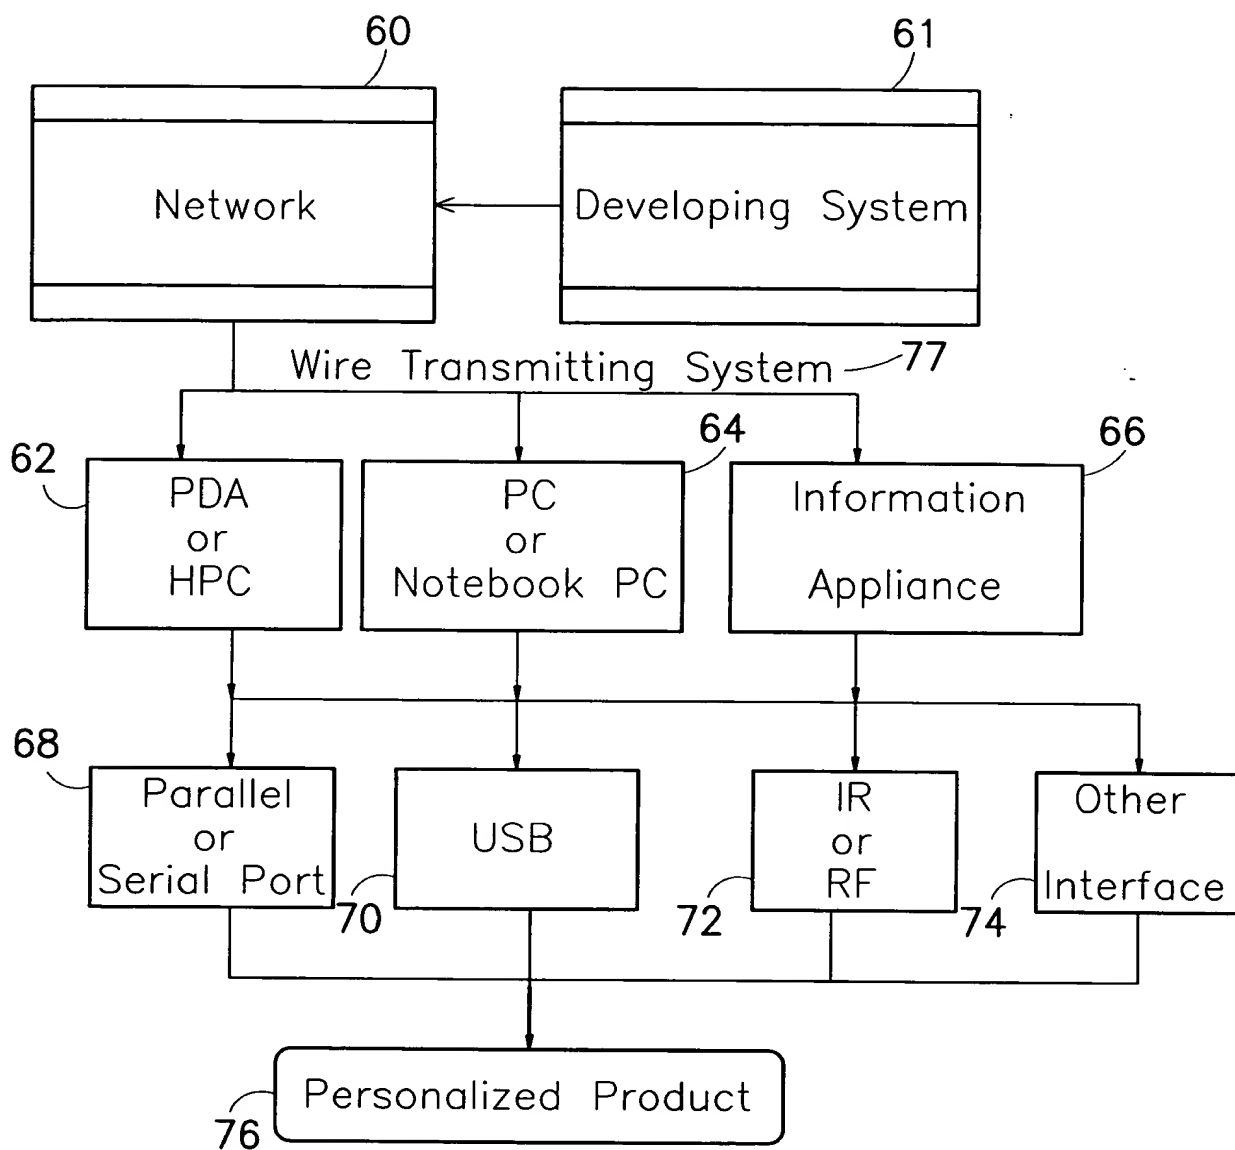 60
61
Network
Developing System
Wire Transmitting System
77
62
64
66
PDA
or
HPC
PC
or
Notebook PC
Information
Appliance
68
Parallel
or
Serial Port
70
USB
72
IR
or
RF
74
Other
Interface
76
Personalized Product